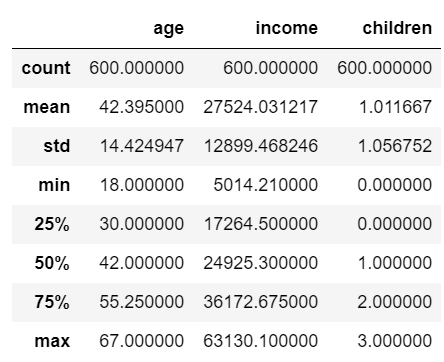 age income children
count 600.000000 600.000000 600.000000
mean 42.395000 27524.031217 1.011667
std 14.424947 12899.468246 1.056752
min 18.000000 5014.210000 0.000000
25% 30.000000 17264.500000 0.000000
50% 42.000000 24925.300000 1.000000
75% 55.250000 36172.675000 2.000000
max 67.000000 63130.100000 3.000000